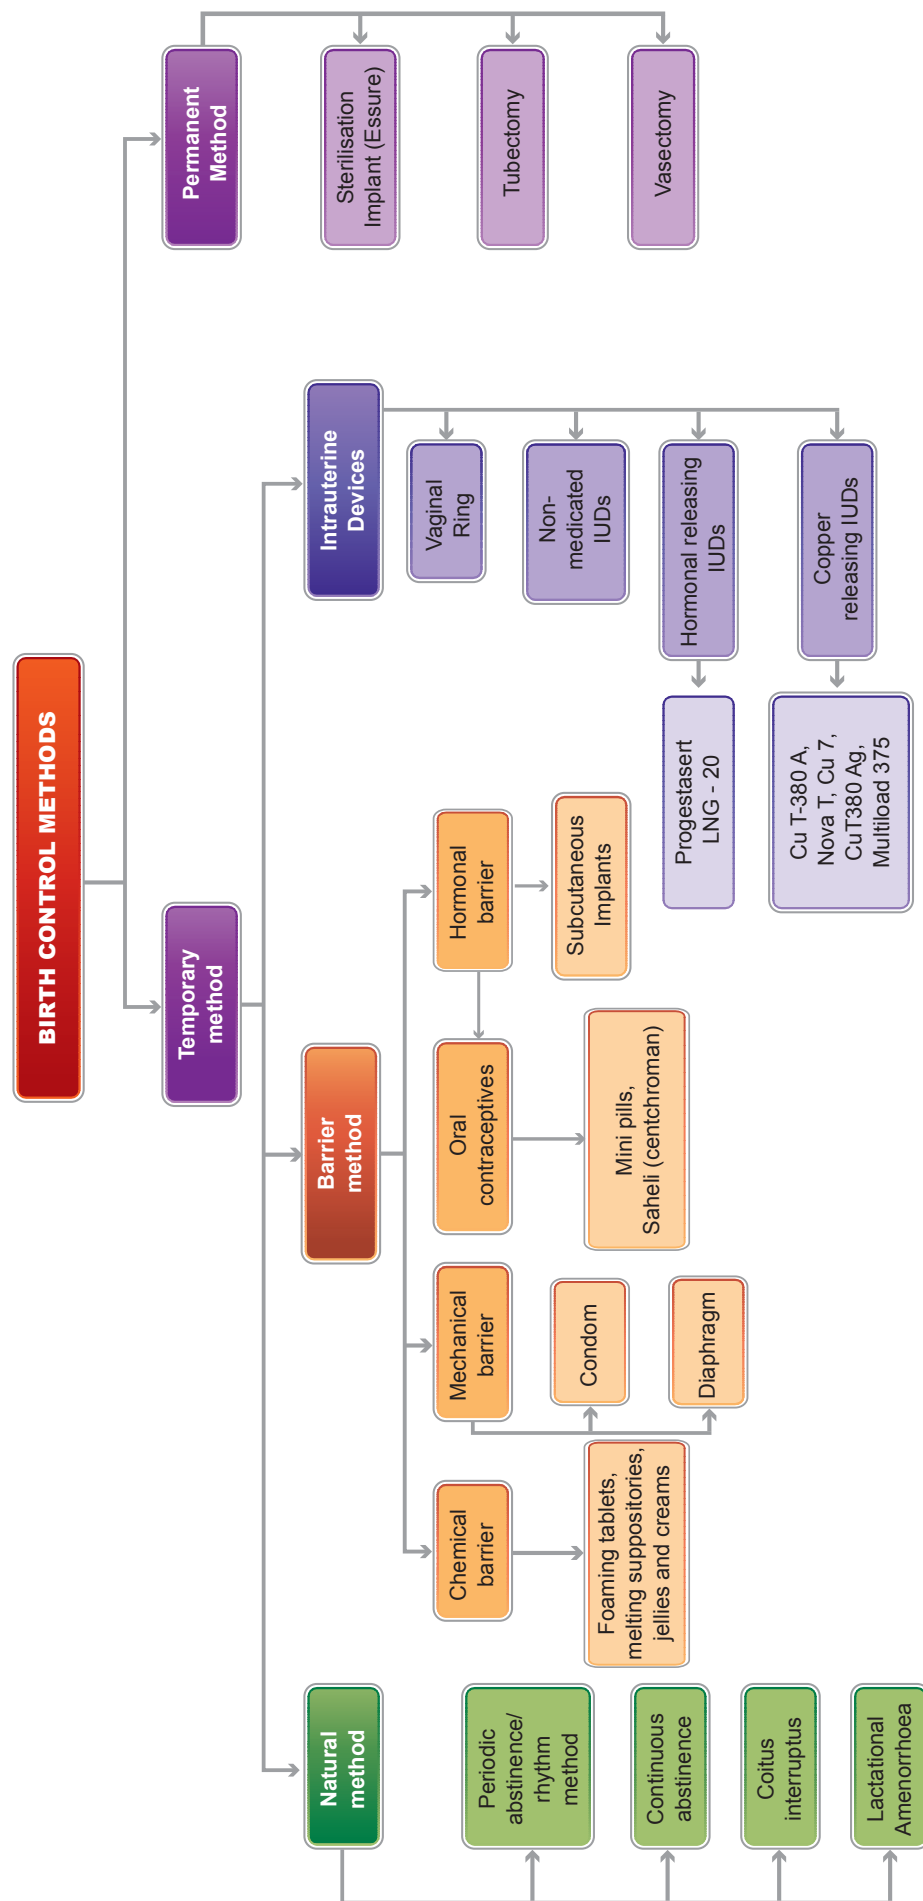 BIRTH CONTROL METHODS
Temporary
method
Permanent
Method
Natural
method
Barrier
method
Intrauterine
Devices
Periodic
abstinence/
rhythm
method
Continuous
abstinence
Coitus
interruptus
Lactational
Amenorrhoea
Chemical
barrier
Foaming tablets,
melting suppositories,
jellies and creams
Mechanical
barrier
Condom
Diaphragm
Oral
contraceptives
Mini pills,
Saheli (centchroman)
Hormonal
barrier
Subcutaneous
Implants
Vaginal
Ring
Non-
medicated
IUDs
Hormonal releasing
IUDs
Progestasert
LNG - 20
Copper
releasing IUDs
Cu T-380 A,
Nova T, Cu 7,
CuT380 Ag,
Multiload 375
Sterilisation
Implant (Essure)
Tubectomy
Vasectomy